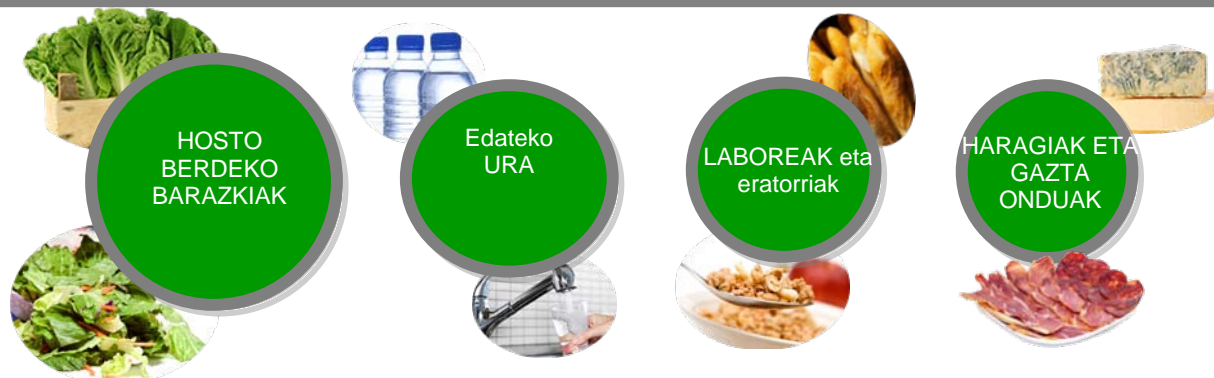 HOSTO
BERDEKO
BARAZKIAK
Edateko
URA
LABOREAK eta
eratorriak
HARAGIAK ETA
GAZTA
ONDUAK